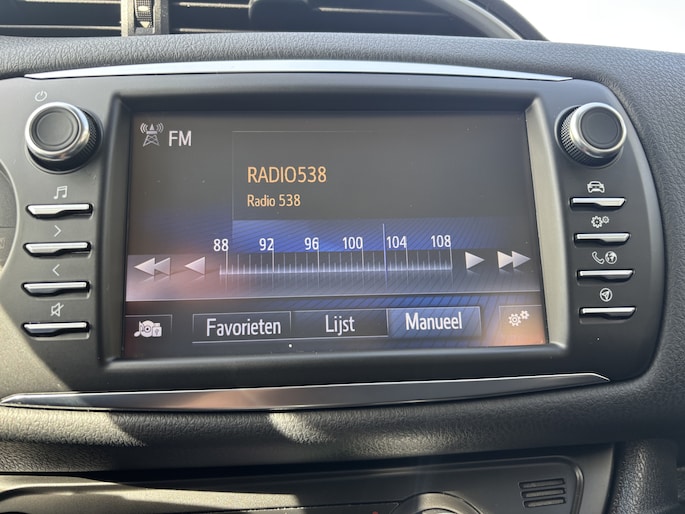 FM
RADIO538
Radio 538
88 92 96 100 104 108
Favorieten Lijst Manueel